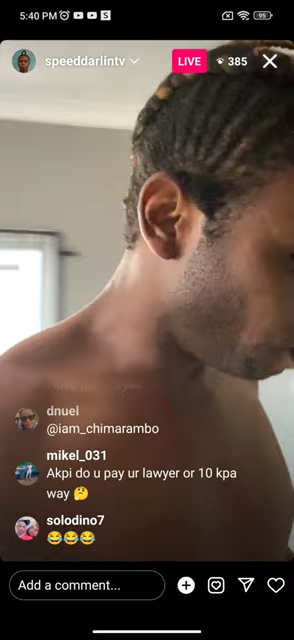 5:40 PM
S
95
speeddarlintv
LIVE
385
dnuel
@iam_chimarambo
mikel_031
Akpi do u pay ur lawyer or 10 kpa
way 🤔
solodino7
😂😂😂
Add a comment...